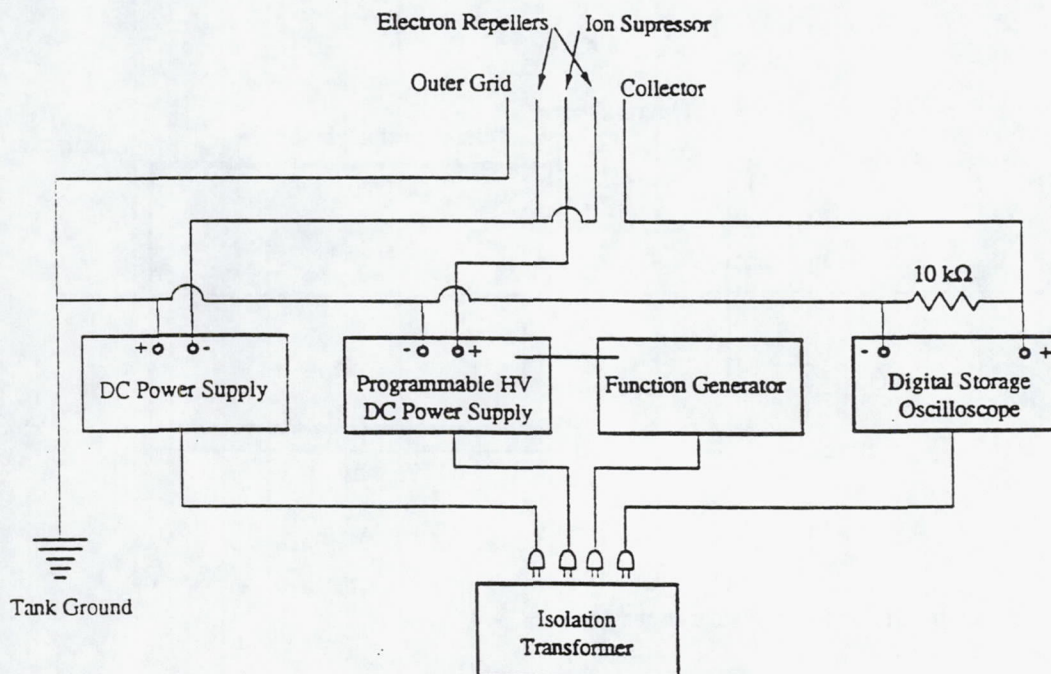 Electron Repellers
Ion Supressor
Outer Grid
Collector
10 kΩ
+ -
- +
- +
DC Power Supply
Programmable HV
DC Power Supply
Function Generator
Digital Storage
Oscilloscope
Tank Ground
Isolation
Transformer